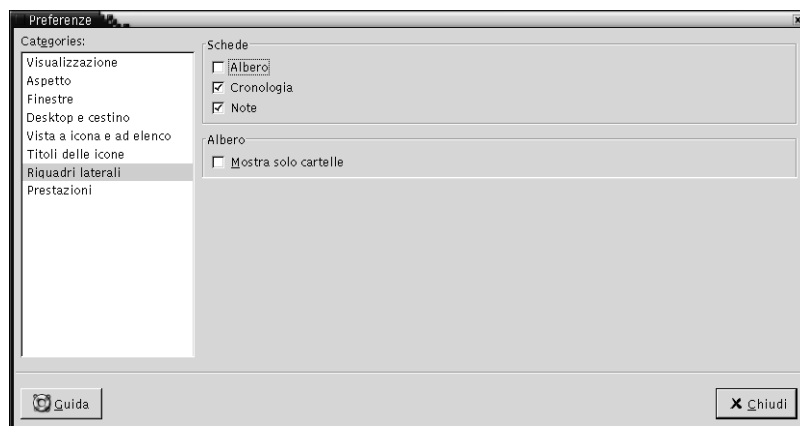 Preferenze
Categories:
Visualizzazione
Aspetto
Finestre
Desktop e cestino
Vista a icona e ad elenco
Titoli delle icone
Riquadri laterali
Prestazioni
Schede
Albero
Cronologia
Note
Albero
Mostra solo cartelle
Guida
Chiudi